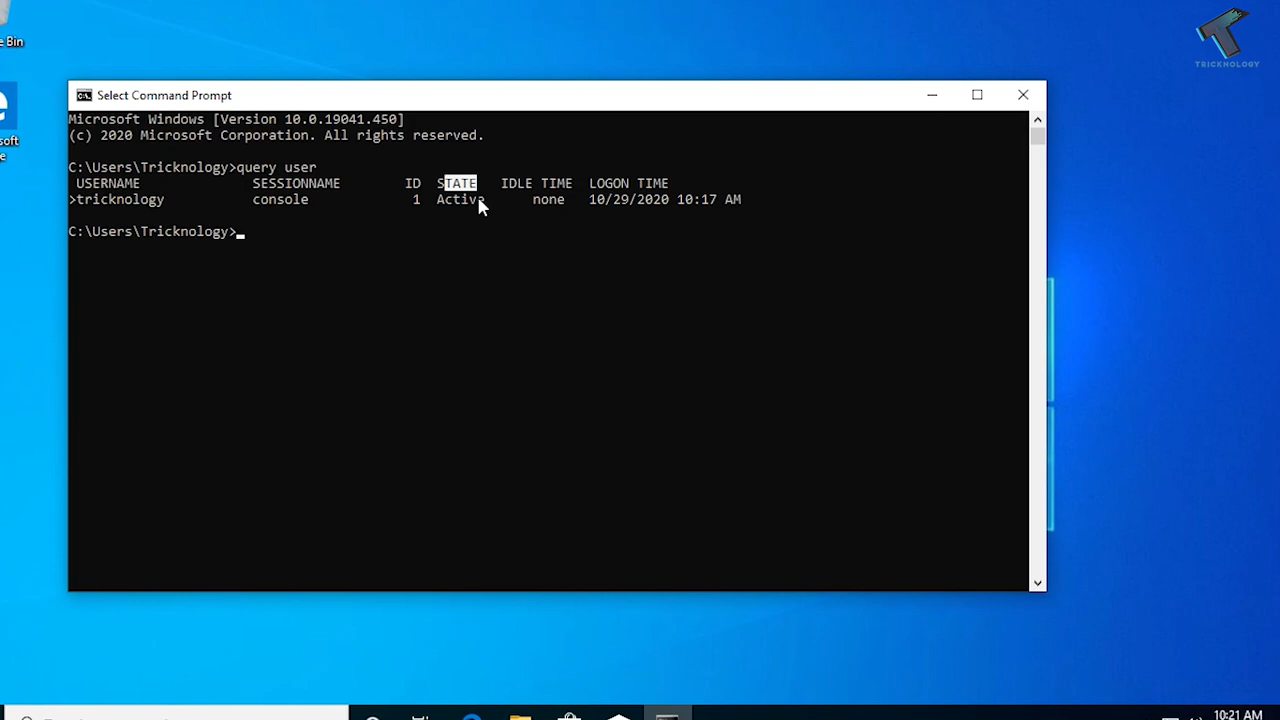 TRICKNOLOGY
e Bin
soft
e
Select Command Prompt
Microsoft Windows [Version 10.0.19041.450]
(c) 2020 Microsoft Corporation. All rights reserved.
C:\Users\Tricknology>query user
USERNAME SESSIONNAME ID STATE IDLE TIME LOGON TIME
>tricknology console 1 Active none 10/29/2020 10:17 AM
C:\Users\Tricknology>
10:21 AM